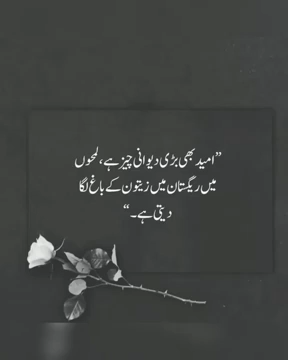 ”امید بھی بڑی دیوانی چیز ہے، لمحوں
میں ریگستان میں زیتون کے باغ لگا
دیتی ہے۔“